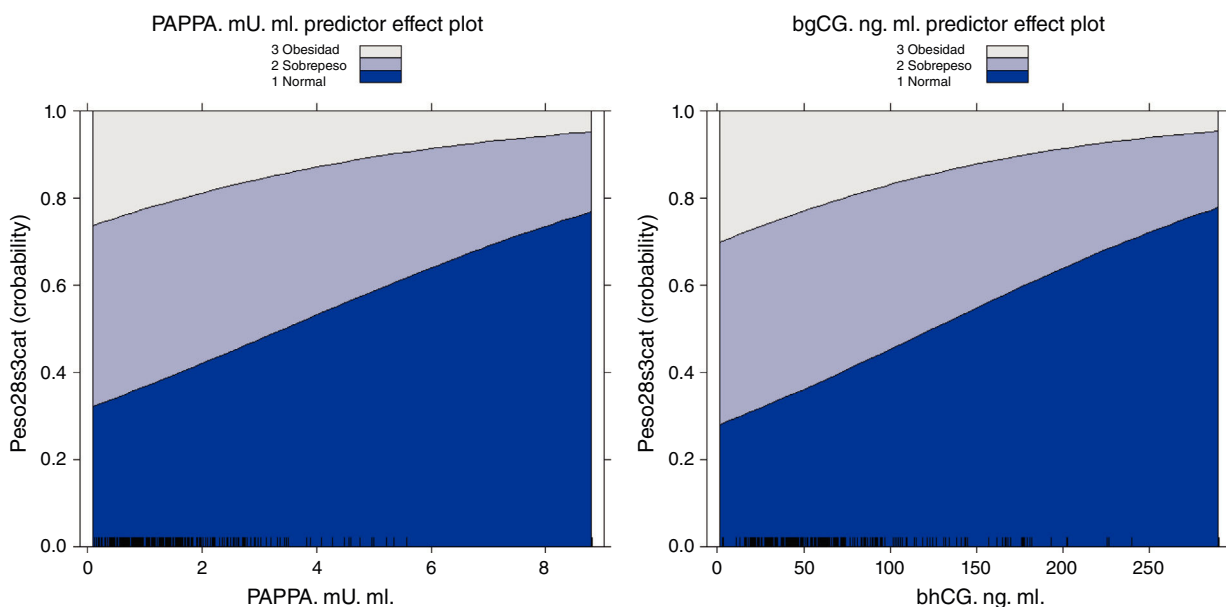 PAPPA. mU. ml. predictor effect plot
3 Obesidad
2 Sobrepeso
1 Normal
1.0
0.8
0.6
0.4
0.2
0.0
Peso28s3cat (crobability)
0 2 4 6 8
PAPPA. mU. ml.
bgCG. ng. ml. predictor effect plot
3 Obesidad
2 Sobrepeso
1 Normal
1.0
0.8
0.6
0.4
0.2
0.0
Peso28s3cat (crobability)
0 50 100 150 200 250
bhCG. ng. ml.